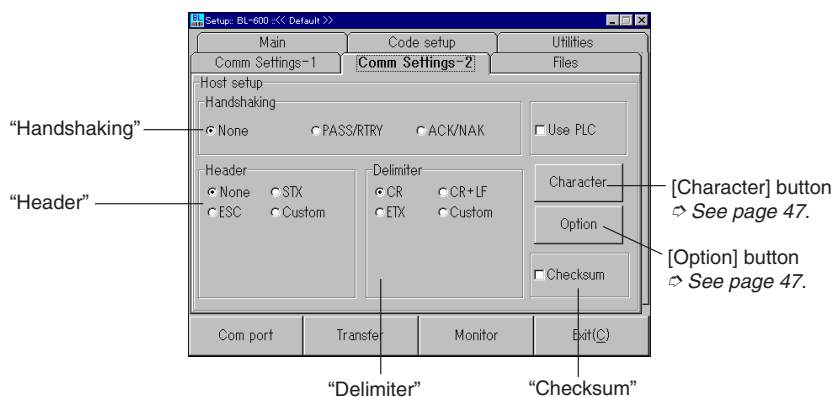 BL Setup:: BL-600 ::<< Default >>
Main Code setup Utilities
Comm Settings-1 Comm Settings-2 Files
Host setup
Handshaking
None PASS/RTRY ACK/NAK
Use PLC
Header
None STX
ESC Custom
Delimiter
CR CR+LF
ETX Custom
Character
Option
Checksum
Com port Transfer Monitor Exit(C)
“Handshaking”
“Header”
[Character] button
➮ See page 47.
[Option] button
➮ See page 47.
“Delimiter”
“Checksum”